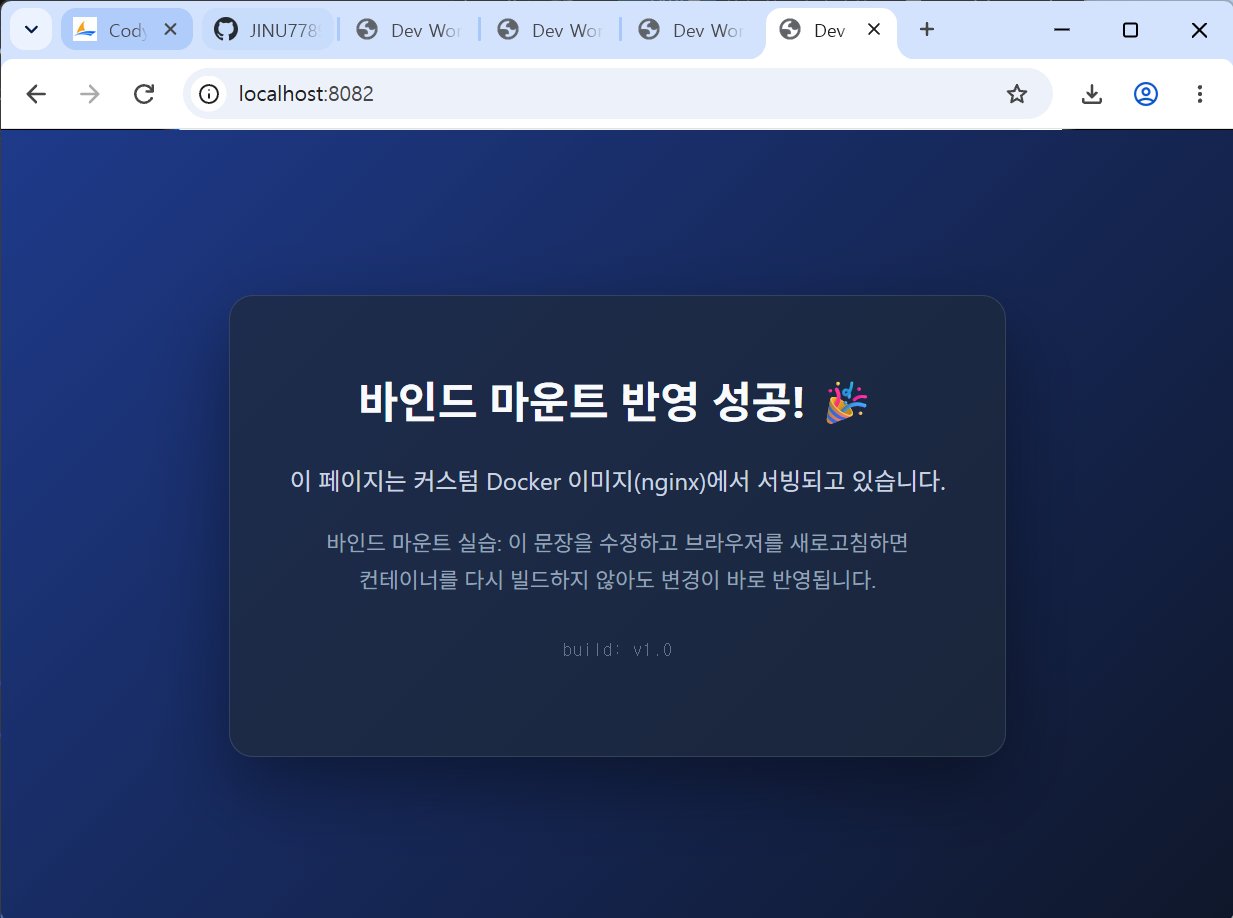 Cody
JINU778
Dev Wor
Dev Wor
Dev Wor
Dev
localhost:8082
바인드 마운트 반영 성공! 🎉
이 페이지는 커스텀 Docker 이미지(nginx)에서 서빙되고 있습니다.
바인드 마운트 실습: 이 문장을 수정하고 브라우저를 새로고침하면
컨테이너를 다시 빌드하지 않아도 변경이 바로 반영됩니다.
build: v1.0